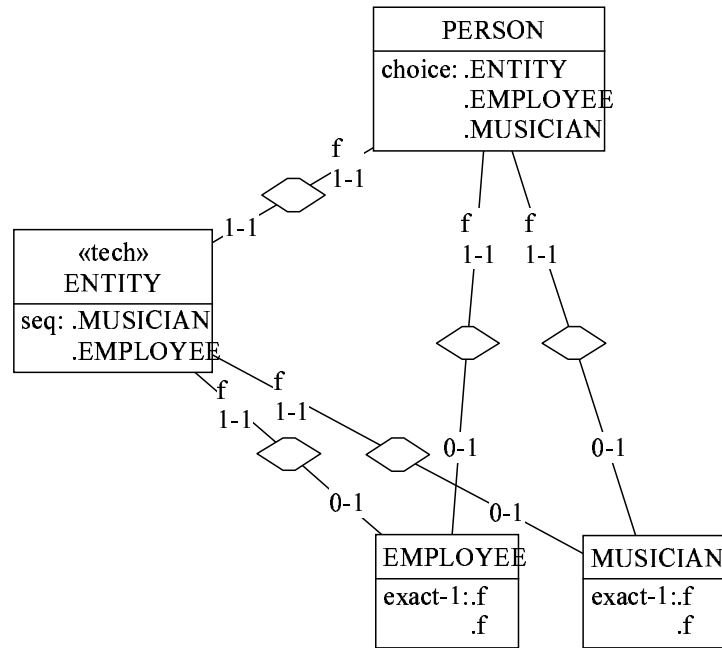 PERSON
choice: .ENTITY
.EMPLOYEE
.MUSICIAN
f
1-1
1-1
«tech»
ENTITY
seq: .MUSICIAN
.EMPLOYEE
f
1-1
f
1-1
f
1-1
f
1-1
0-1
0-1
0-1
0-1
EMPLOYEE
exact-1:.f
.f
MUSICIAN
exact-1:.f
.f